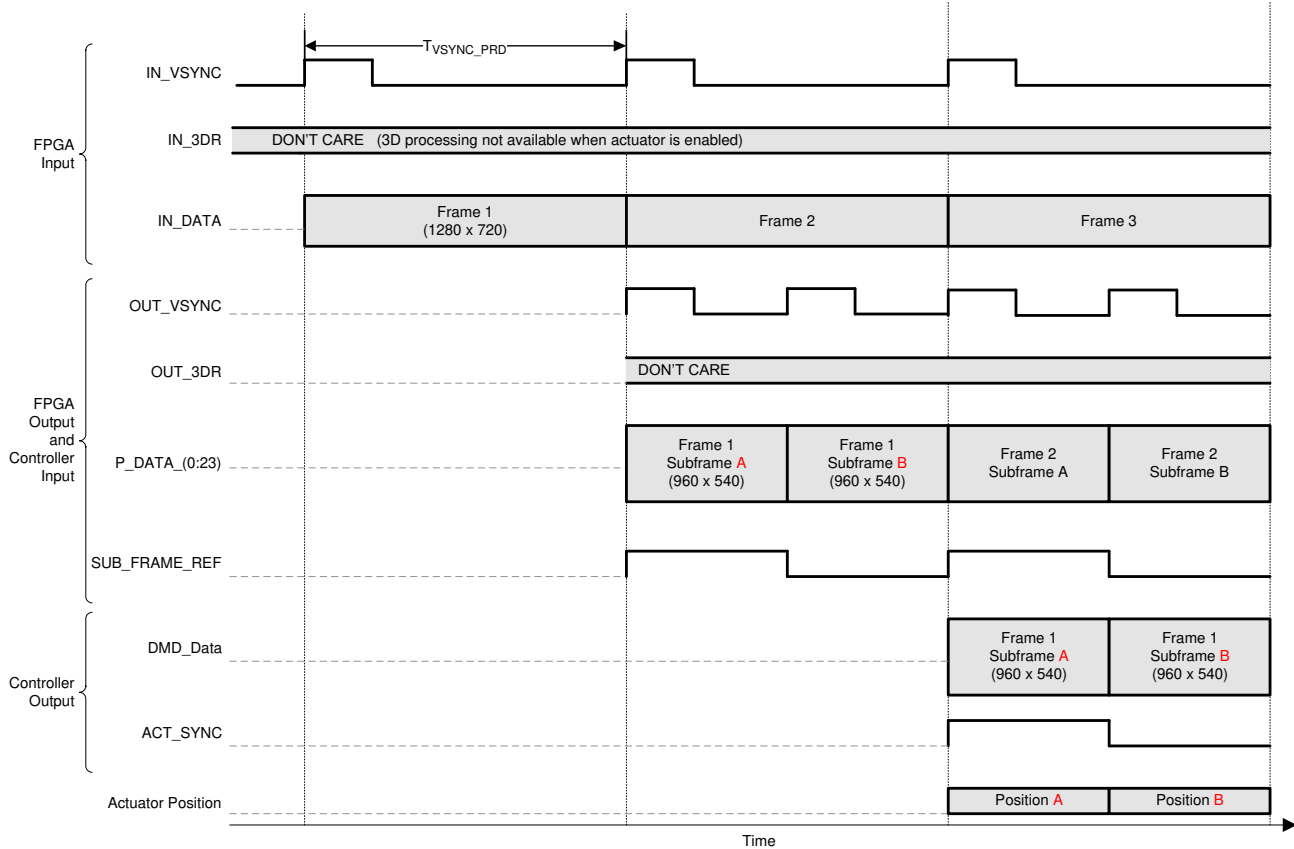 TVSYNC_PRD
IN_VSYNC
FPGA
Input
IN_3DR
DON'T CARE (3D processing not available when actuator is enabled)
IN_DATA
Frame 1
(1280 x 720)
Frame 2
Frame 3
FPGA
Output
and
Controller
Input
OUT_VSYNC
OUT_3DR
DON'T CARE
P_DATA_(0:23)
Frame 1
Subframe A
(960 x 540)
Frame 1
Subframe B
(960 x 540)
Frame 2
Subframe A
Frame 2
Subframe B
SUB_FRAME_REF
Controller
Output
DMD_Data
Frame 1
Subframe A
(960 x 540)
Frame 1
Subframe B
(960 x 540)
ACT_SYNC
Actuator Position
Position A
Position B
Time